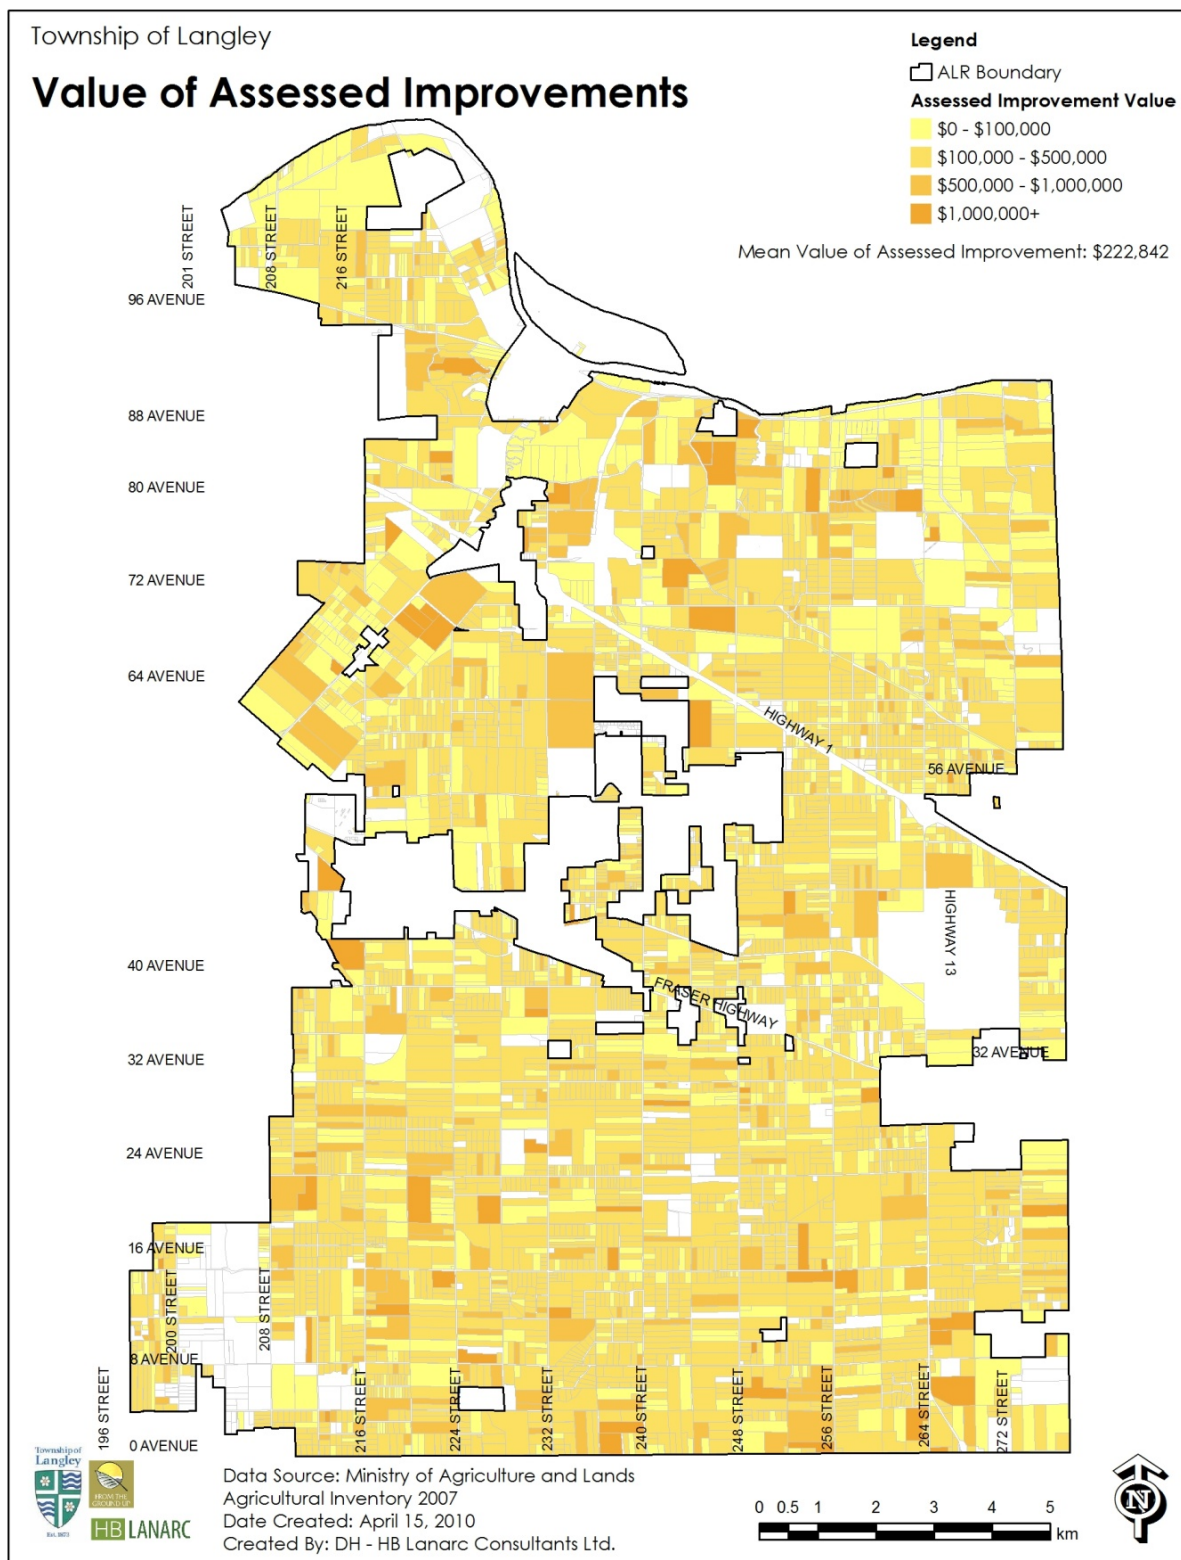 Township of Langley
Value of Assessed Improvements
Legend
ALR Boundary
Assessed Improvement Value
$0 - $100,000
$100,000 - $500,000
$500,000 - $1,000,000
$1,000,000+
Mean Value of Assessed Improvement: $222,842
201 STREET
208 STREET
216 STREET
96 AVENUE
88 AVENUE
80 AVENUE
72 AVENUE
64 AVENUE
HIGHWAY 1
56 AVENUE
HIGHWAY 13
40 AVENUE
FRASER HIGHWAY
32 AVENUE
32 AVENUE
24 AVENUE
16 AVENUE
200 STREET
208 STREET
8 AVENUE
196 STREET
216 STREET
224 STREET
232 STREET
240 STREET
248 STREET
256 STREET
264 STREET
272 STREET
0 AVENUE
Township of
Langley
Est. 1873
FROM THE
GROUND UP
HB LANARC
Data Source: Ministry of Agriculture and Lands
Agricultural Inventory 2007
Date Created: April 15, 2010
Created By: DH - HB Lanarc Consultants Ltd.
0 0.5 1 2 3 4 5
km
N